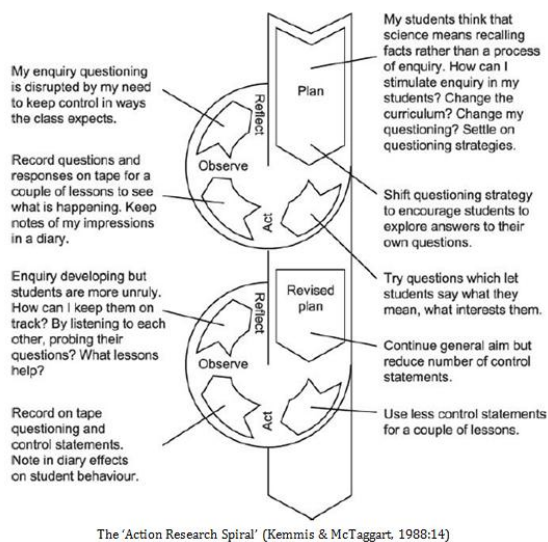 My students think that
science means recalling
facts rather than a process
of enquiry. How can I
stimulate enquiry in my
students? Change the
curriculum? Change my
questioning? Settle on
questioning strategies.
Plan
My enquiry questioning
is disrupted by my need
to keep control in ways
the class expects.
Reflect
Observe
Record questions and
responses on tape for a
couple of lessons to see
what is happening. Keep
notes of my impressions
in a diary.
Act
Shift questioning strategy
to encourage students to
explore answers to their
own questions.
Try questions which let
students say what they
mean, what interests them.
Enquiry developing but
students are more unruly.
How can I keep them on
track? By listening to each
other, probing their
questions? What lessons
help?
Reflect
Revised
plan
Continue general aim but
reduce number of control
statements.
Observe
Record on tape
questioning and
control statements.
Note in diary effects
on student behaviour.
Act
Use less control statements
for a couple of lessons.
The 'Action Research Spiral' (Kemmis & McTaggart, 1988:14)